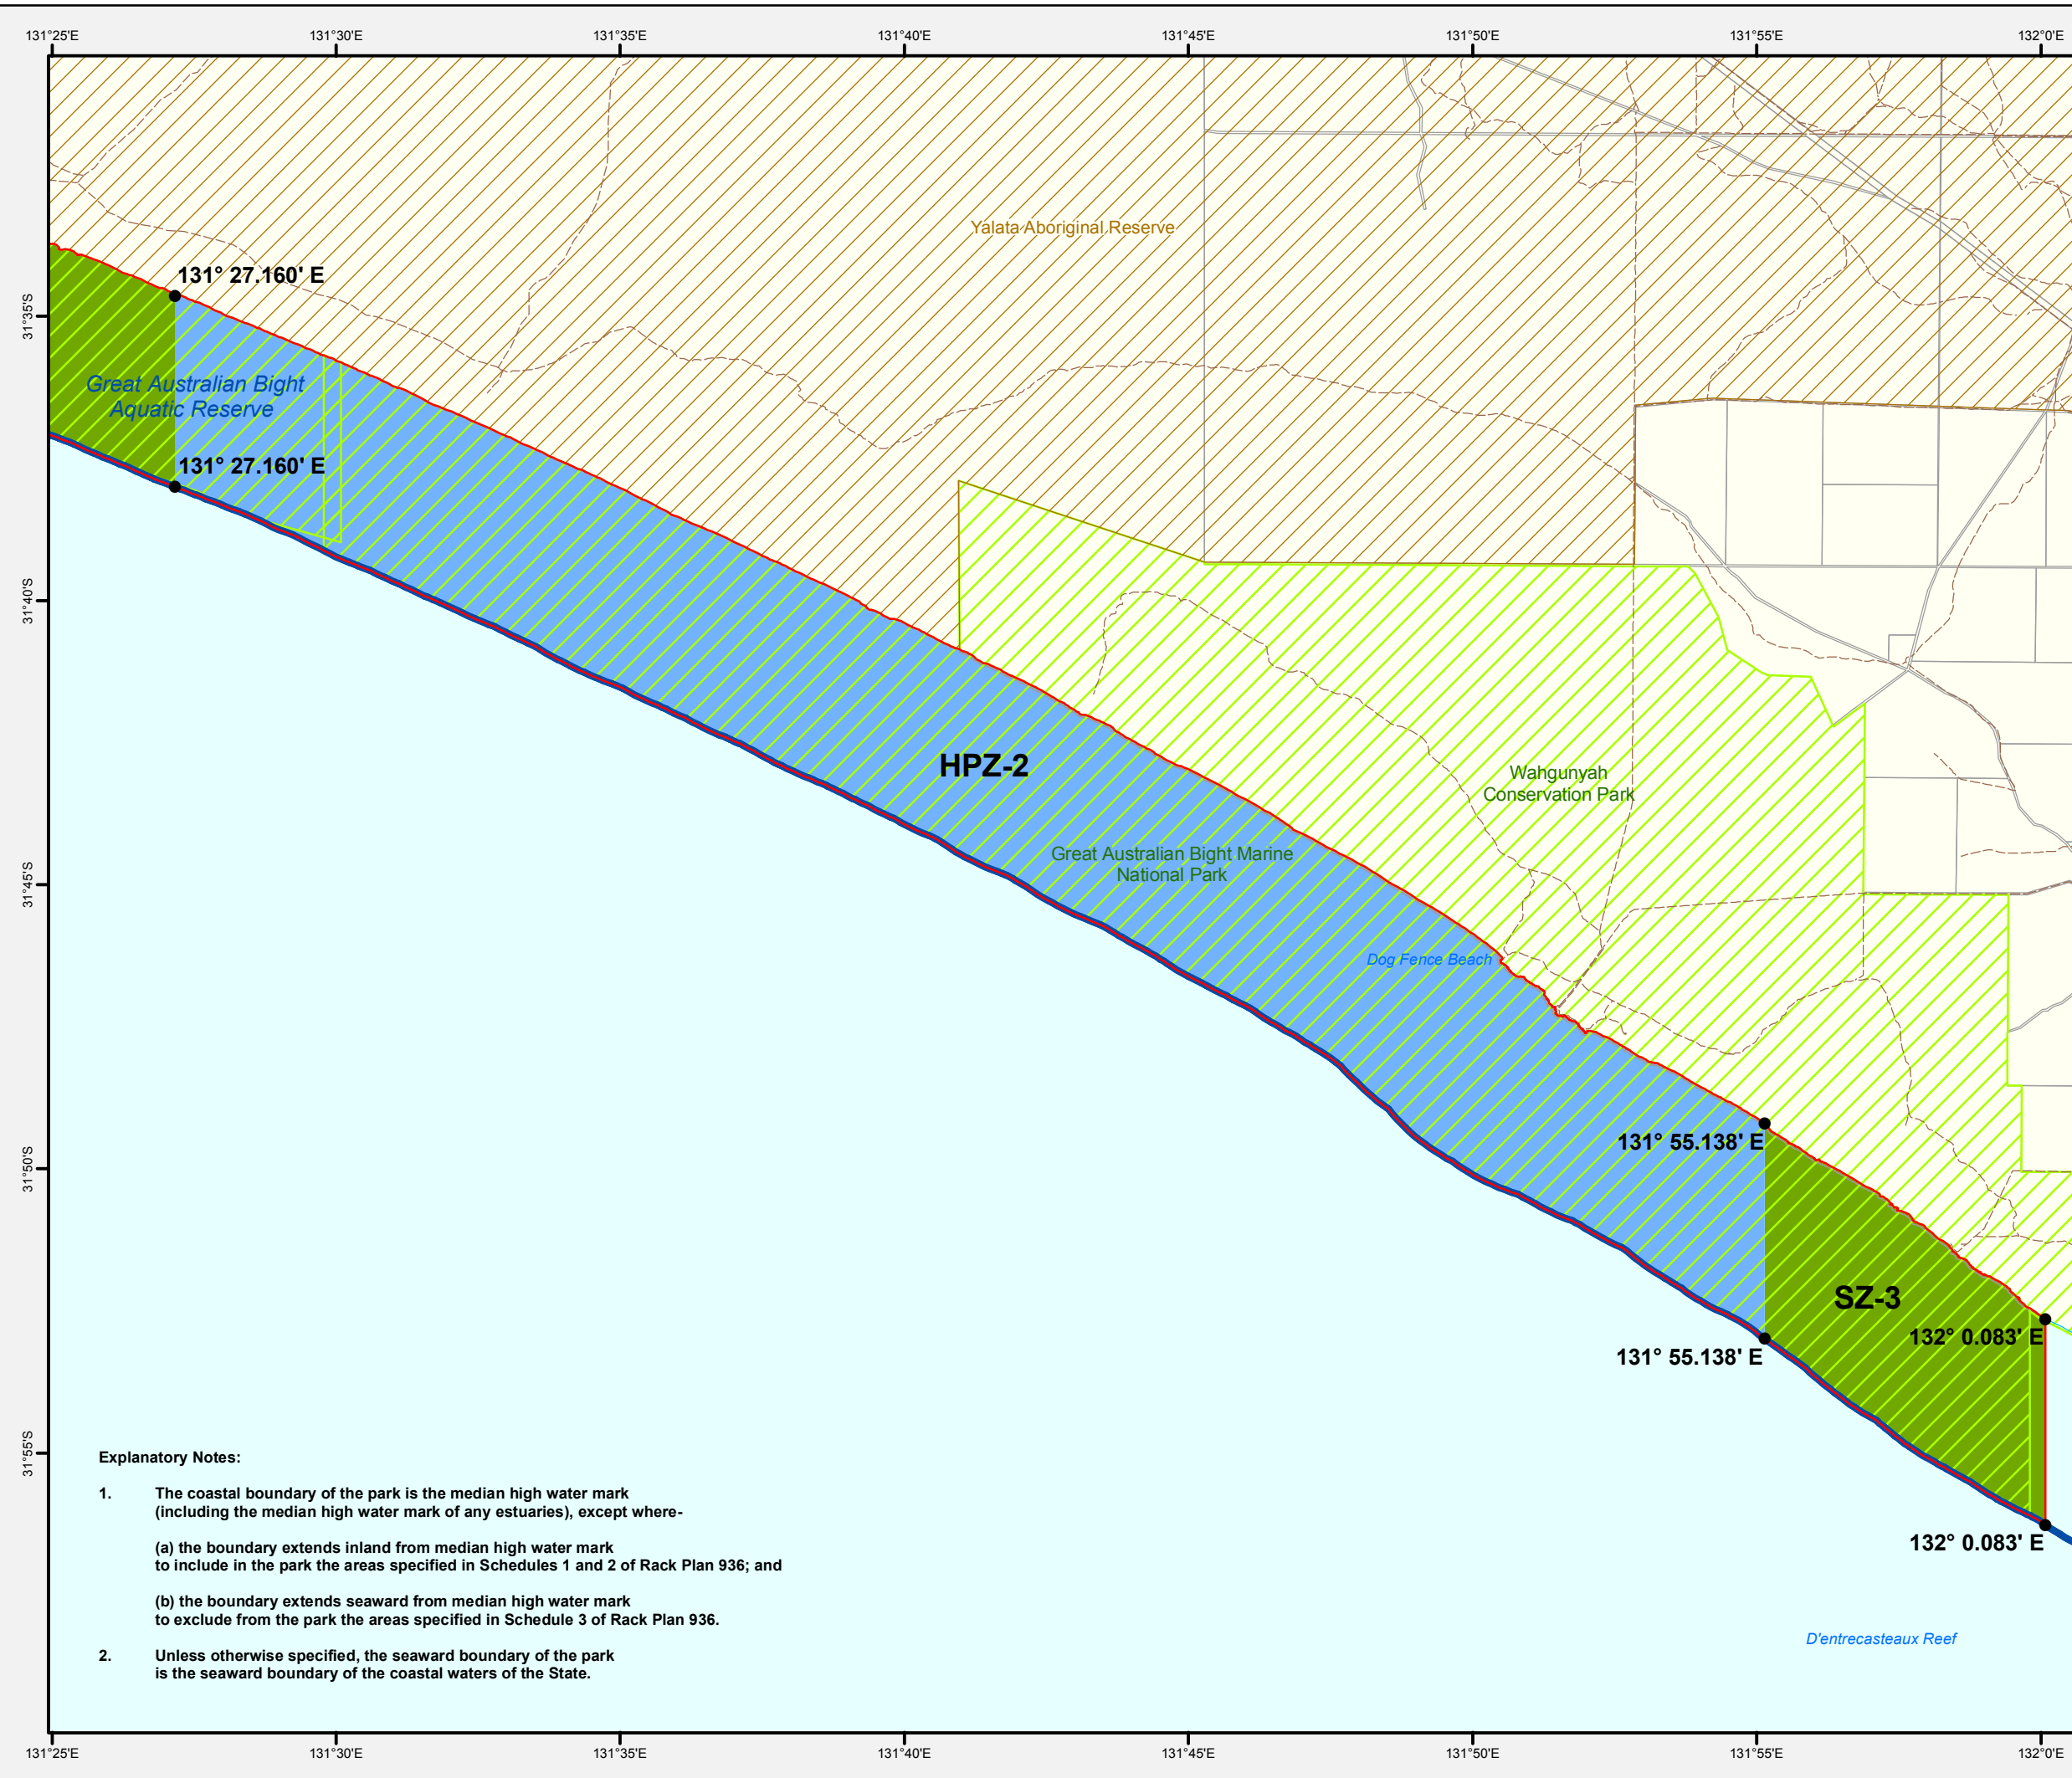 131°25'E
131°30'E
131°35'E
131°40'E
131°45'E
131°50'E
131°55'E
132°0'E
Yalata Aboriginal Reserve
131° 27.160' E
31°35'S
Great Australian Bight
Aquatic Reserve
131° 27.160' E
31°40'S
HPZ-2
Wahgunyah
Conservation Park
Great Australian Bight Marine
National Park
31°45'S
Dog Fence Beach
131° 55.138' E
31°50'S
SZ-3
132° 0.083' E
131° 55.138' E
31°55'S
Explanatory Notes:
1. The coastal boundary of the park is the median high water mark
(including the median high water mark of any estuaries), except where-
(a) the boundary extends inland from median high water mark
to include in the park the areas specified in Schedules 1 and 2 of Rack Plan 936; and
(b) the boundary extends seaward from median high water mark
to exclude from the park the areas specified in Schedule 3 of Rack Plan 936.
2. Unless otherwise specified, the seaward boundary of the park
is the seaward boundary of the coastal waters of the State.
132° 0.083' E
D'entrecasteaux Reef
131°25'E
131°30'E
131°35'E
131°40'E
131°45'E
131°50'E
131°55'E
132°0'E